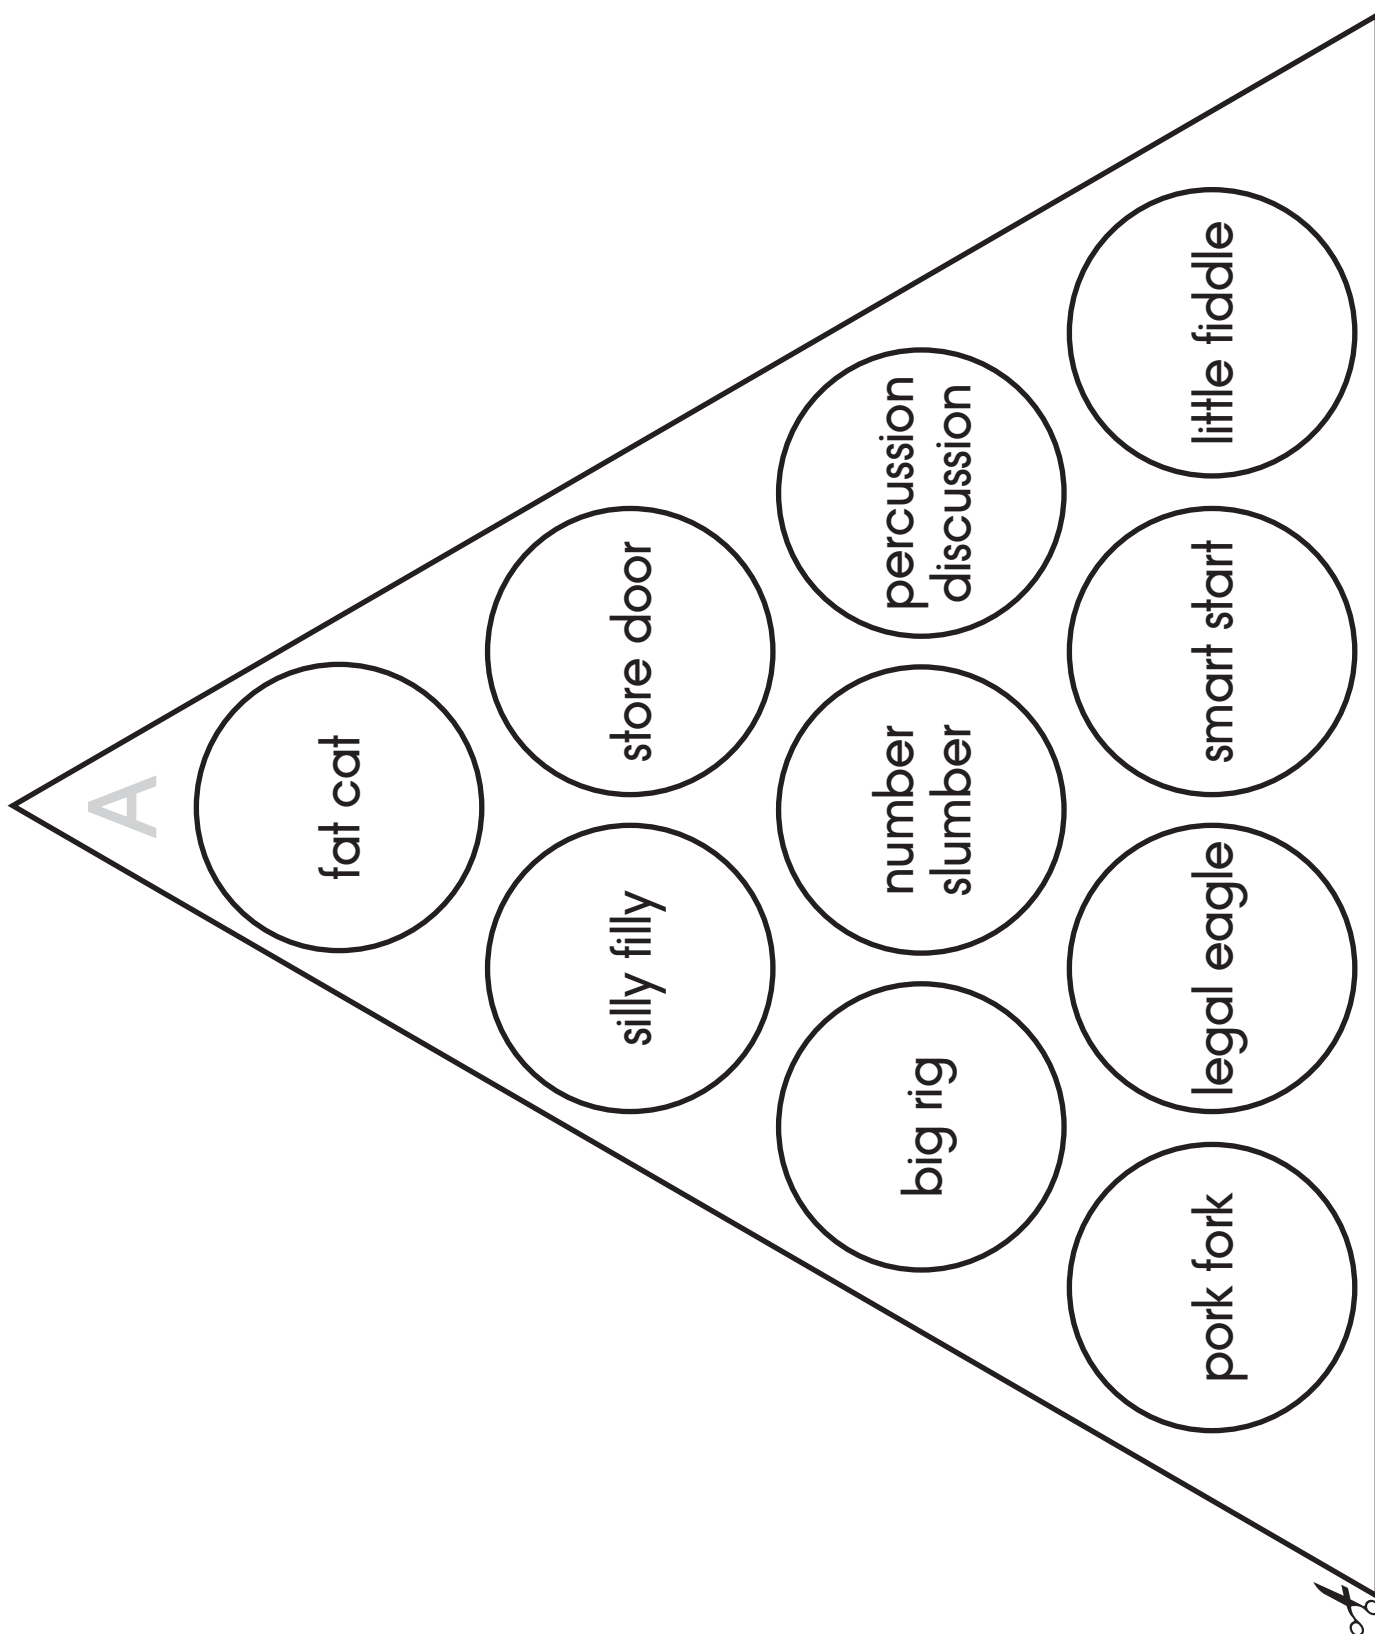 A
fat cat
silly filly
store door
big rig
number
slumber
percussion
discussion
pork fork
legal eagle
smart start
little fiddle